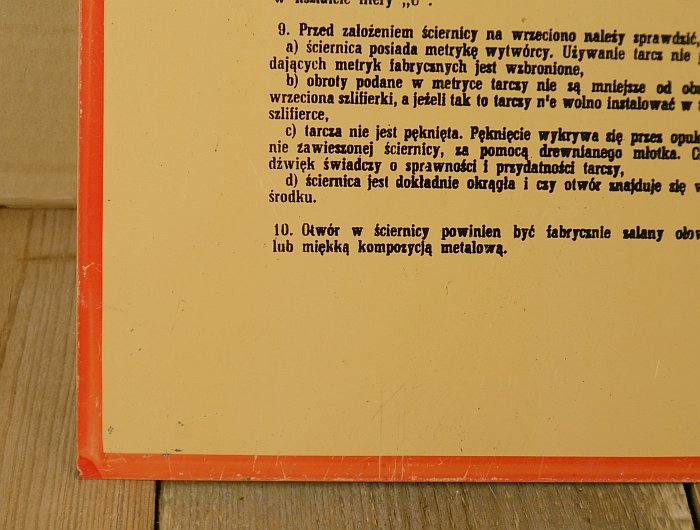 w kształcie litery „U".
9. Przed założeniem ściernicy na wrzeciono należy sprawdzić,
a) ściernica posiada metrykę wytwórcy. Używanie tarcz nie
dających metryk fabrycznych jest wzbronione,
b) obroty podane w metryce tarczy nie są mniejsze od
wrzeciona szlifierki, a jeżeli tak to tarczy n'e wolno instalować w
szlifierce,
c) tarcza nie jest pęknięta. Pęknięcie wykrywa się przes
nie zawieszonej ściernicy, za pomocą drewnianego młotka.
dźwięk świadczy o sprawności i przydatności tarczy,
d) ściernica jest dokładnie okrągła i czy otwór znajduje się
środku.
10. Otwór w ściernicy powinien być fabrycznie zalany
lub miękką kompozycją metalową.